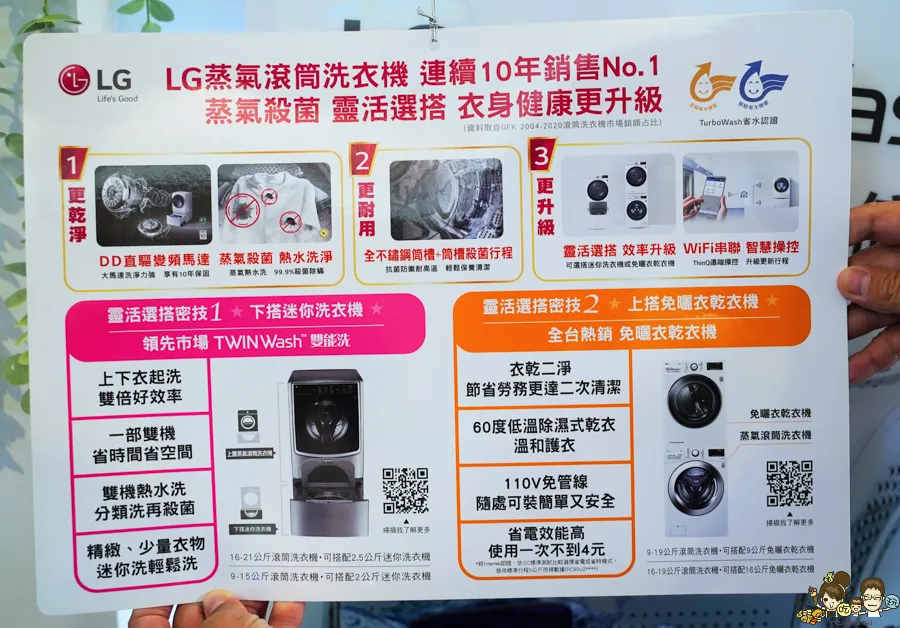 LG
Life's Good
LG蒸氣滾筒洗衣機 連續10年銷售No.1
蒸氣殺菌 靈活選搭 衣身健康更升級
(資料取自GFK 2004-2020滾筒洗衣機市場銷額占比)
TurboWash省水認證
1
更乾淨
DD直驅變頻馬達
大馬達洗淨力強 享有10年保固
蒸氣殺菌 熱水洗淨
蒸氣熱水洗 99.9%殺菌除蟎
2
更耐用
全不鏽鋼筒槽+筒槽殺菌行程
抗菌防黴耐高溫 輕鬆保養清潔
3
更升級
靈活選搭 效率升級
可選搭迷你洗衣機或免曬衣乾衣機
WiFi串聯 智慧操控
ThinQ遠端操控 升級更新行程
靈活選搭密技1 ★ 下搭迷你洗衣機 ★
領先市場 TWINWash™ 雙能洗
上下衣起洗
雙倍好效率
一部雙機
省時間省空間
雙機熱水洗
分類洗再殺菌
精緻、少量衣物
迷你洗輕鬆洗
上層蒸氣滾筒洗衣機
下搭迷你洗衣機
掃描我了解更多
16-21公斤滾筒洗衣機・可搭配2.5公斤迷你洗衣機
9-15公斤滾筒洗衣機・可搭配2公斤迷你洗衣機
靈活選搭密技2 ★ 上搭免曬衣乾衣機 ★
全台熱銷 免曬衣乾衣機
衣乾二淨
節省勞務更達二次清潔
60度低溫除濕式乾衣
溫和護衣
110V免管線
隨處可裝簡單又安全
省電效能高
使用一次不到4元
免曬衣乾衣機
蒸氣滾筒洗衣機
掃描我了解更多
9-19公斤滾筒洗衣機・可搭配9公斤免曬衣乾衣機
16-19公斤滾筒洗衣機・可搭配16公斤免曬衣乾衣機